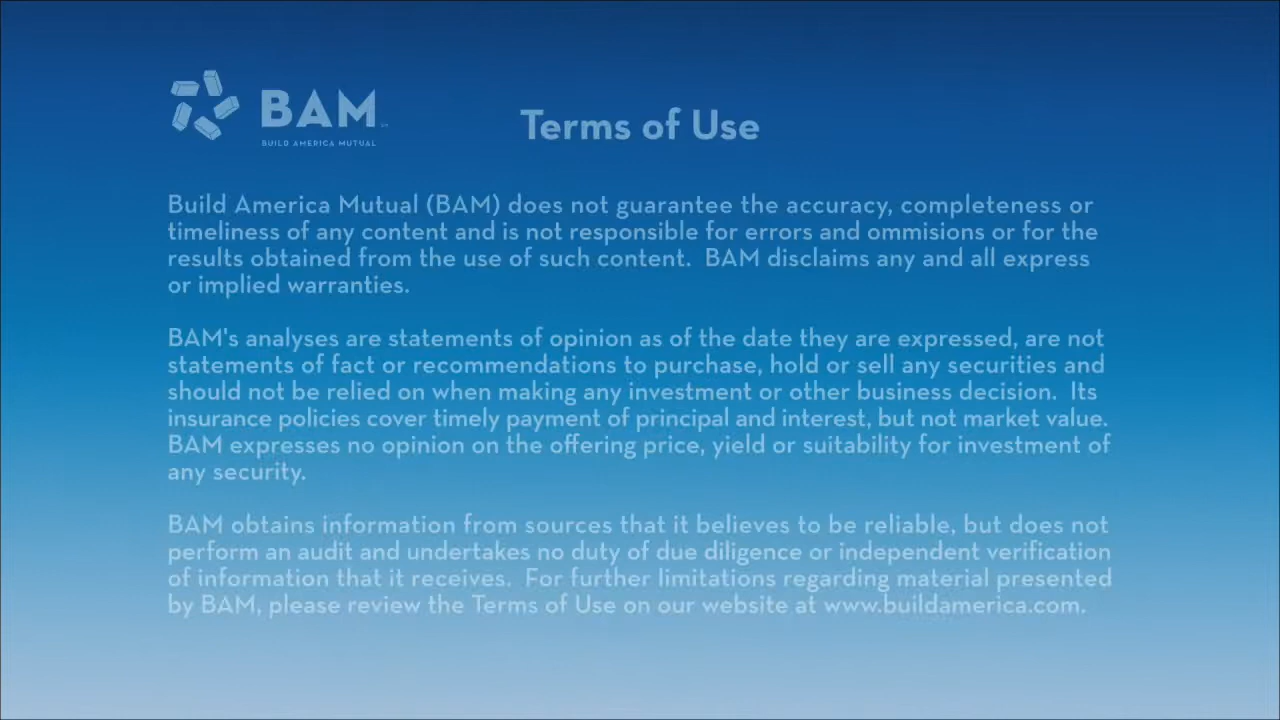 BAM
BUILD AMERICA MUTUAL
Terms of Use
Build America Mutual (BAM) does not guarantee the accuracy, completeness or
timeliness of any content and is not responsible for errors and ommisions or for the
results obtained from the use of such content.  BAM disclaims any and all express
or implied warranties.
BAM's analyses are statements of opinion as of the date they are expressed, are not
statements of fact or recommendations to purchase, hold or sell any securities and
should not be relied on when making any investment or other business decision.  Its
insurance policies cover timely payment of principal and interest, but not market value.
BAM expresses no opinion on the offering price, yield or suitability for investment of
any security.
BAM obtains information from sources that it believes to be reliable, but does not
perform an audit and undertakes no duty of due diligence or independent verification
of information that it receives.  For further limitations regarding material presented
by BAM, please review the Terms of Use on our website at www.buildamerica.com.